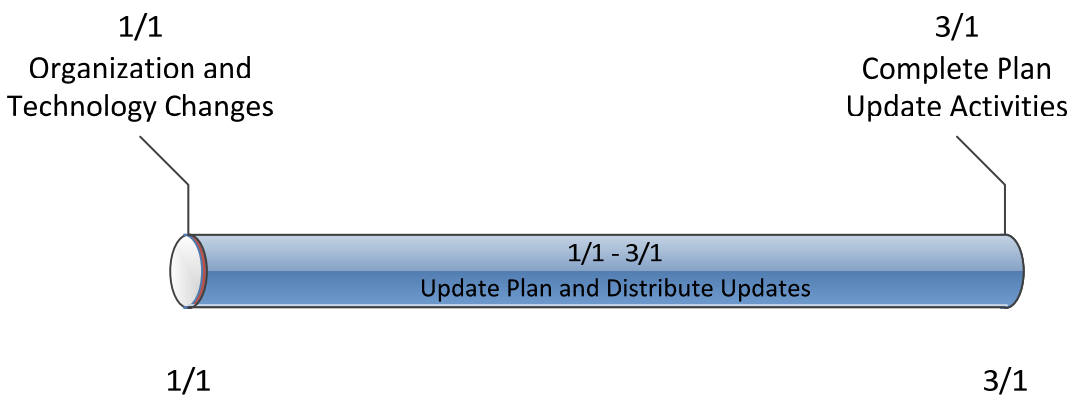 1/1
Organization and
Technology Changes
3/1
Complete Plan
Update Activities
1/1 - 3/1
Update Plan and Distribute Updates
1/1
3/1